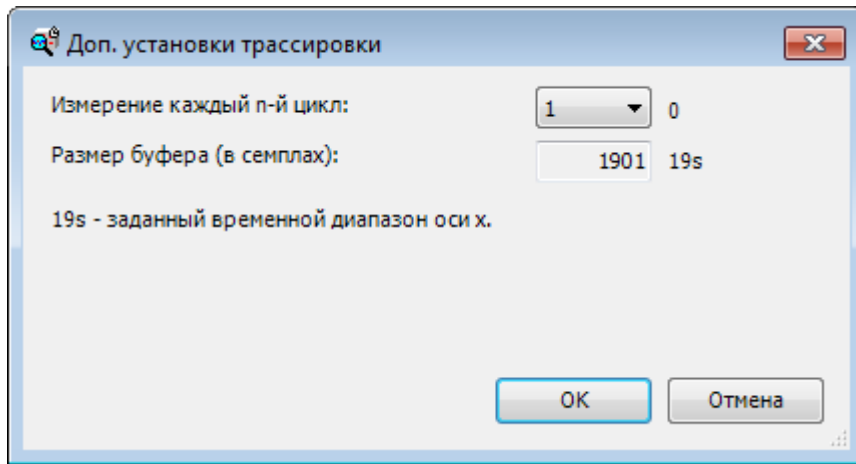 Доп. установки трассировки
Измерение каждый n-й цикл: 1 0
Размер буфера (в семплах): 1901 19s
19s - заданный временной диапазон оси x.
OK Отмена